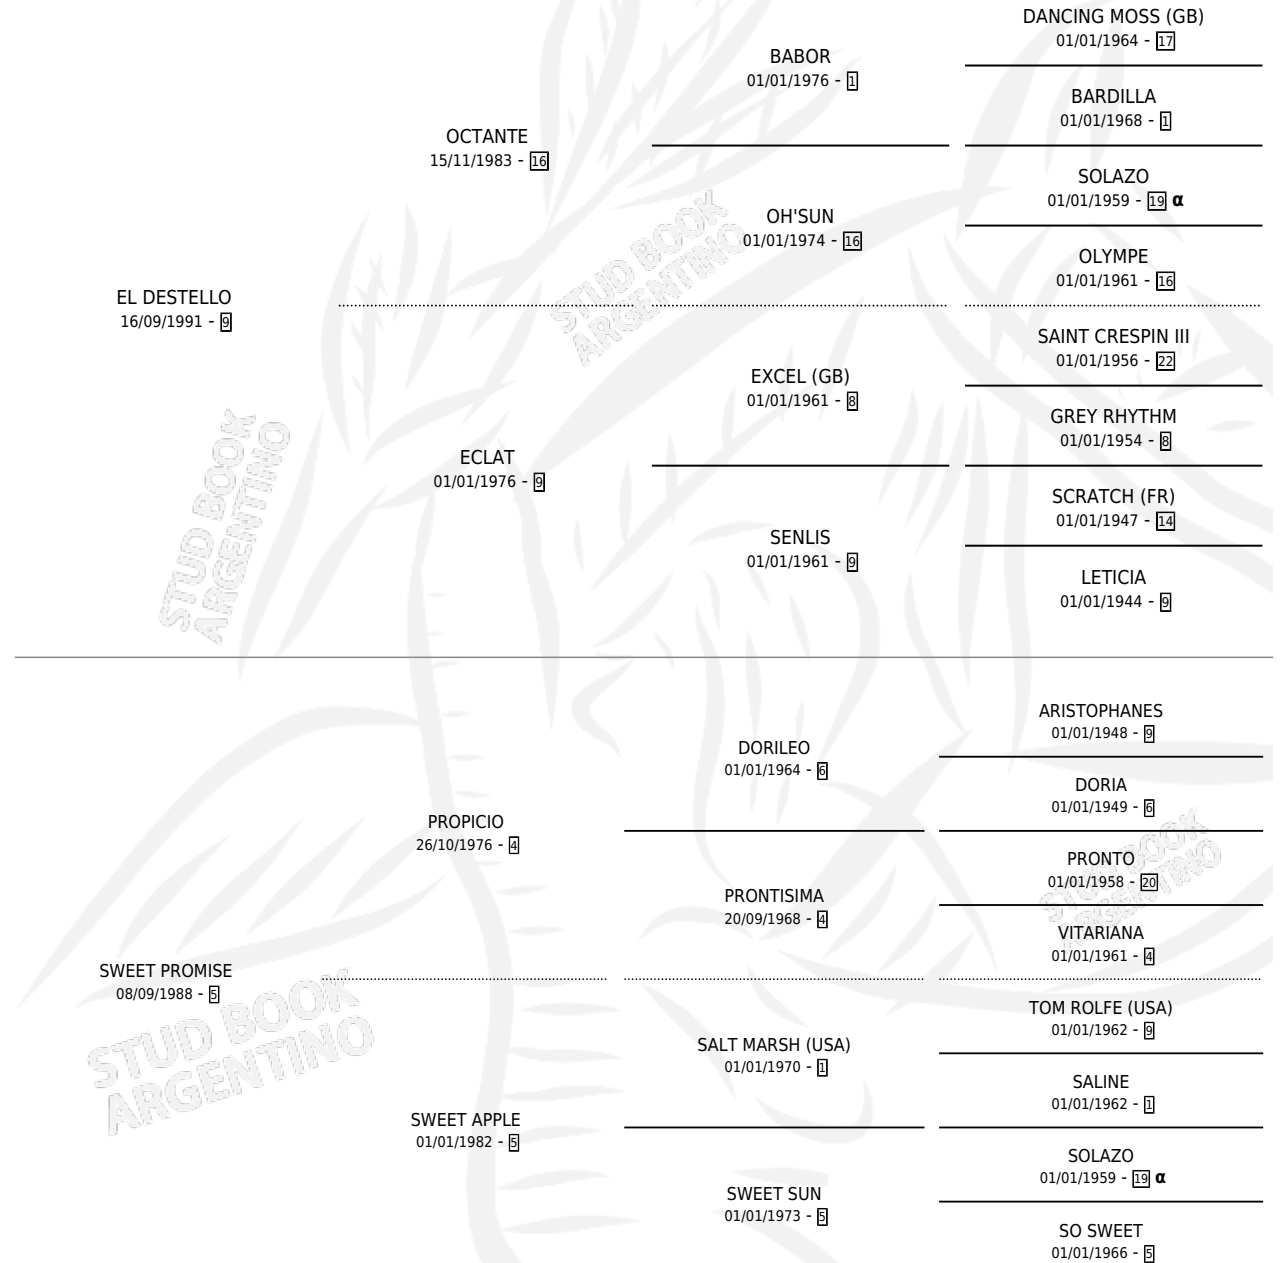 EL DESTELLO
16/09/1991 - 9
OCTANTE
15/11/1983 - 16
BABOR
01/01/1976 - 1
DANCING MOSS (GB)
01/01/1964 - 17
BARDILLA
01/01/1968 - 1
OH'SUN
01/01/1974 - 16
SOLAZO
01/01/1959 - 19 α
OLYMPE
01/01/1961 - 16
ECLAT
01/01/1976 - 9
EXCEL (GB)
01/01/1961 - 8
SAINT CRESPIN III
01/01/1956 - 22
GREY RHYTHM
01/01/1954 - 8
SENLIS
01/01/1961 - 9
SCRATCH (FR)
01/01/1947 - 14
LETICIA
01/01/1944 - 9
STUD BOOK
ARGENTINO
STUD BOOK
ARGENTINO
SWEET PROMISE
08/09/1988 - 5
PROPICIO
26/10/1976 - 4
DORILEO
01/01/1964 - 6
ARISTOPHANES
01/01/1948 - 9
DORIA
01/01/1949 - 6
PRONTISIMA
20/09/1968 - 4
PRONTO
01/01/1958 - 20
VITARIANA
01/01/1961 - 4
SWEET APPLE
01/01/1982 - 5
SALT MARSH (USA)
01/01/1970 - 1
TOM ROLFE (USA)
01/01/1962 - 9
SALINE
01/01/1962 - 1
SWEET SUN
01/01/1973 - 5
SOLAZO
01/01/1959 - 19 α
SO SWEET
01/01/1966 - 5
STUD BOOK
ARGENTINO
STUD BOOK
ARGENTINO